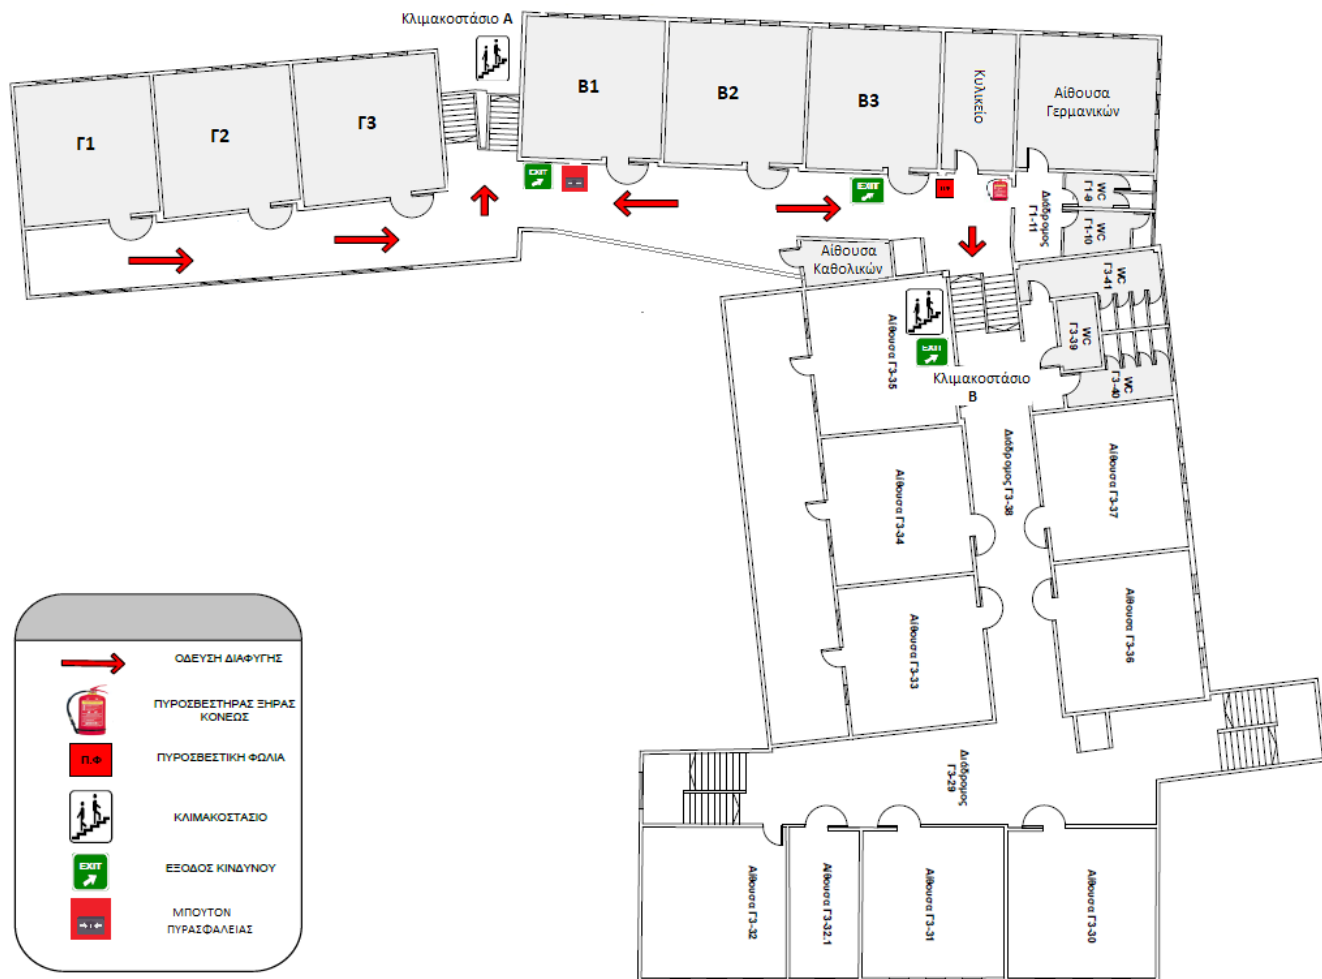 Κλιμακοστάσιο Α
Γ1
Γ2
Γ3
Β1
Β2
Β3
Κυλικείο
Αίθουσα
Γερμανικών
EXIT
EXIT
Διάδρομος
Γ1-11
WC
Γ1-9
WC
Γ1-10
Αίθουσα
Καθολικών
WC
Γ3-41
WC
Γ3-39
WC
Γ3-40
Αίθουσα Γ3-35
EXIT
Κλιμακοστάσιο
Β
Διάδρομος Γ3-38
Αίθουσα Γ3-37
Αίθουσα Γ3-34
Αίθουσα Γ3-36
Αίθουσα Γ3-33
Διάδρομος
Γ3-29
Αίθουσα Γ3-32
Αίθουσα Γ3-32.1
Αίθουσα Γ3-31
Αίθουσα Γ3-30
ΟΔΕΥΣΗ ΔΙΑΦΥΓΗΣ
ΠΥΡΟΣΒΕΣΤΗΡΑΣ ΞΗΡΑΣ
ΚΟΝΕΩΣ
Π.Φ
ΠΥΡΟΣΒΕΣΤΙΚΗ ΦΩΛΙΑ
ΚΛΙΜΑΚΟΣΤΑΣΙΟ
EXIT
ΕΞΟΔΟΣ ΚΙΝΔΥΝΟΥ
ΜΠΟΥΤΟΝ
ΠΥΡΑΣΦΑΛΕΙΑΣ